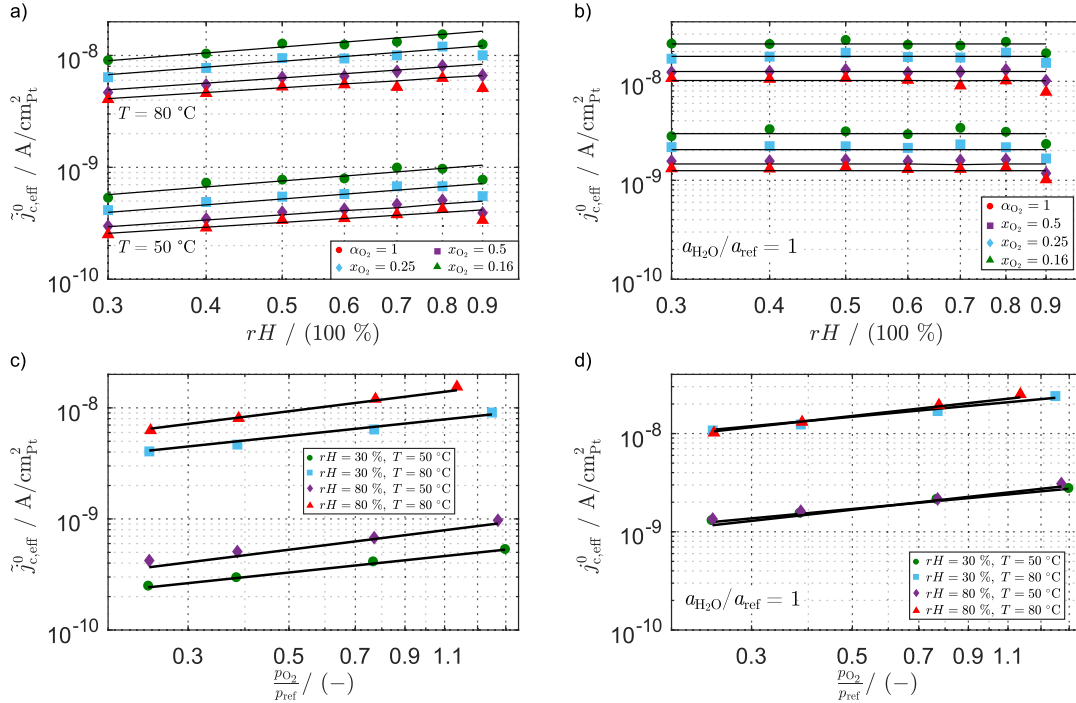 a)
10^-8
10^-9
10^-10
j̃^0_c,eff / A/cm^2_Pt
T = 80 °C
T = 50 °C
α_O2 = 1
x_O2 = 0.5
x_O2 = 0.25
x_O2 = 0.16
0.3 0.4 0.5 0.6 0.7 0.8 0.9
rH / (100 %)
b)
10^-8
10^-9
10^-10
j^0_c,eff / A/cm^2_Pt
a_H2O/a_ref = 1
α_O2 = 1
x_O2 = 0.5
x_O2 = 0.25
x_O2 = 0.16
0.3 0.4 0.5 0.6 0.7 0.8 0.9
rH / (100 %)
c)
10^-8
10^-9
10^-10
j̃^0_c,eff / A/cm^2_Pt
rH = 30 %, T = 50 °C
rH = 30 %, T = 80 °C
rH = 80 %, T = 50 °C
rH = 80 %, T = 80 °C
0.3 0.5 0.7 0.9 1.1
p_O2/p_ref / (−)
d)
10^-8
10^-9
10^-10
j^0_c,eff / A/cm^2_Pt
a_H2O/a_ref = 1
rH = 30 %, T = 50 °C
rH = 30 %, T = 80 °C
rH = 80 %, T = 50 °C
rH = 80 %, T = 80 °C
0.3 0.5 0.7 0.9 1.1
p_O2/p_ref / (−)